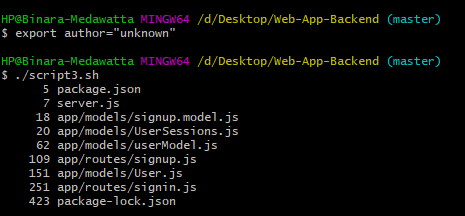 HP@Binara-Medawatta MINGW64 /d/Desktop/Web-App-Backend (master)
$ export author="unknown"
HP@Binara-Medawatta MINGW64 /d/Desktop/Web-App-Backend (master)
$ ./script3.sh
5 package.json
7 server.js
18 app/models/signup.model.js
20 app/models/UserSessions.js
62 app/models/userModel.js
109 app/routes/signup.js
151 app/models/User.js
251 app/routes/signin.js
423 package-lock.json